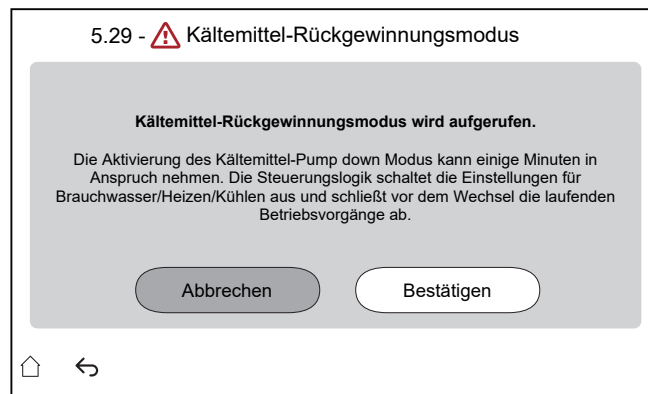 5.29 - Kältemittel-Rückgewinnungsmodus
Kältemittel-Rückgewinnungsmodus wird aufgerufen.
Die Aktivierung des Kältemittel-Pump down Modus kann einige Minuten in
Anspruch nehmen. Die Steuerungslogik schaltet die Einstellungen für
Brauchwasser/Heizen/Kühlen aus und schließt vor dem Wechsel die laufenden
Betriebsvorgänge ab.
Abbrechen
Bestätigen